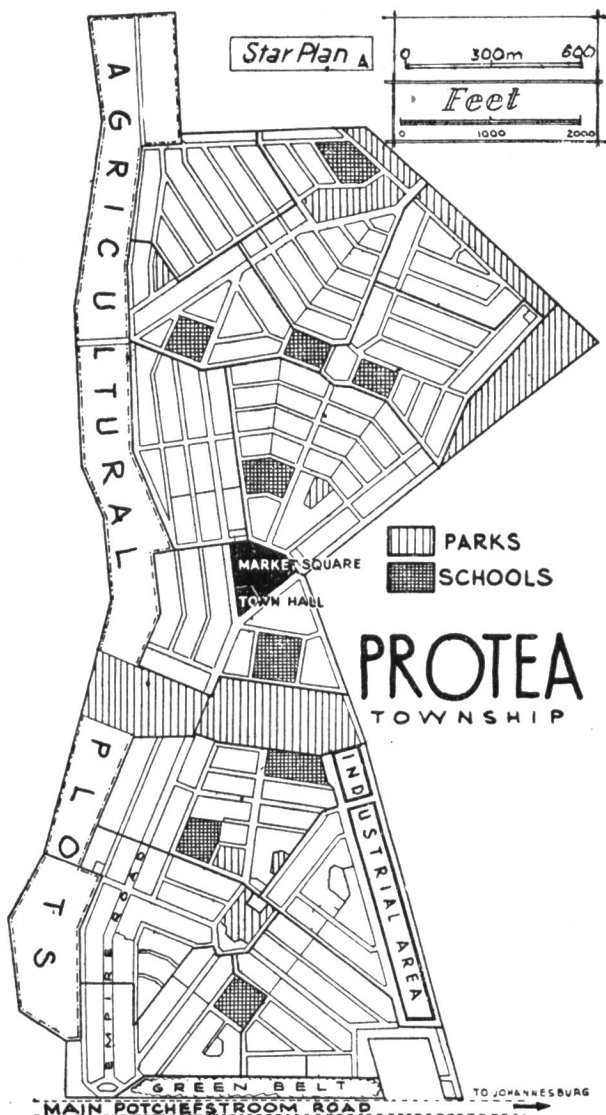 Star Plan A
0 300m 600
Feet
0 1000 2000
AGRICULTURAL
MARKET SQUARE
TOWN HALL
PARKS
SCHOOLS
PROTEA
TOWNSHIP
PLOTS
INDUSTRIAL AREA
EMPIRE ROAD
GREEN BELT
TO JOHANNESBURG
MAIN POTCHEFSTROOM ROAD